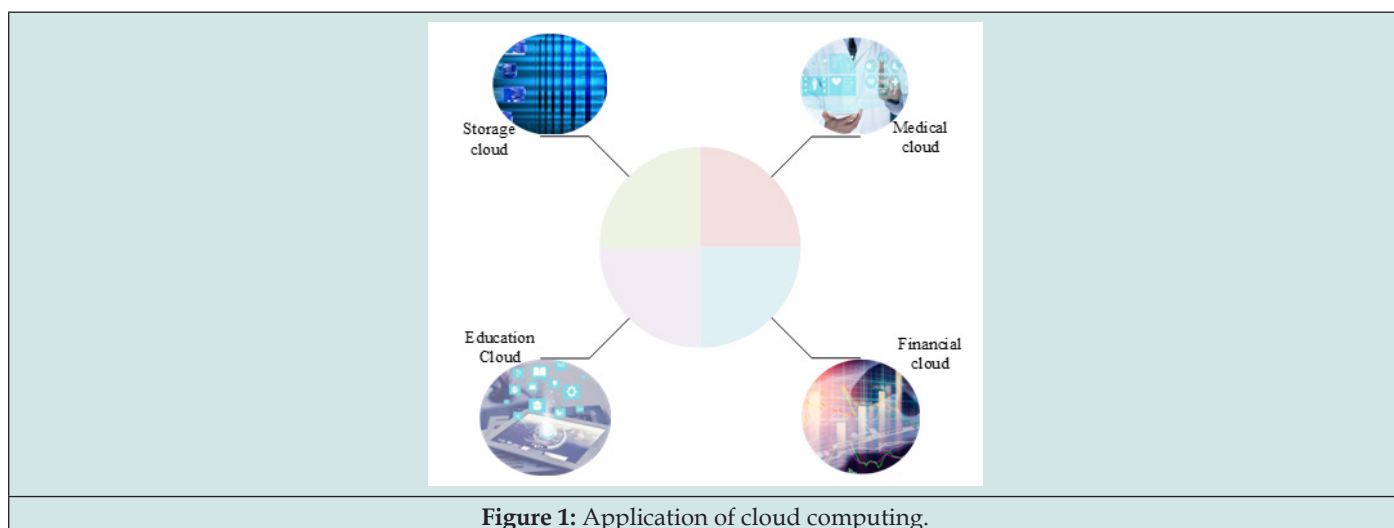 Storage
cloud
Medical
cloud
Education
Cloud
Financial
cloud
Figure 1: Application of cloud computing.